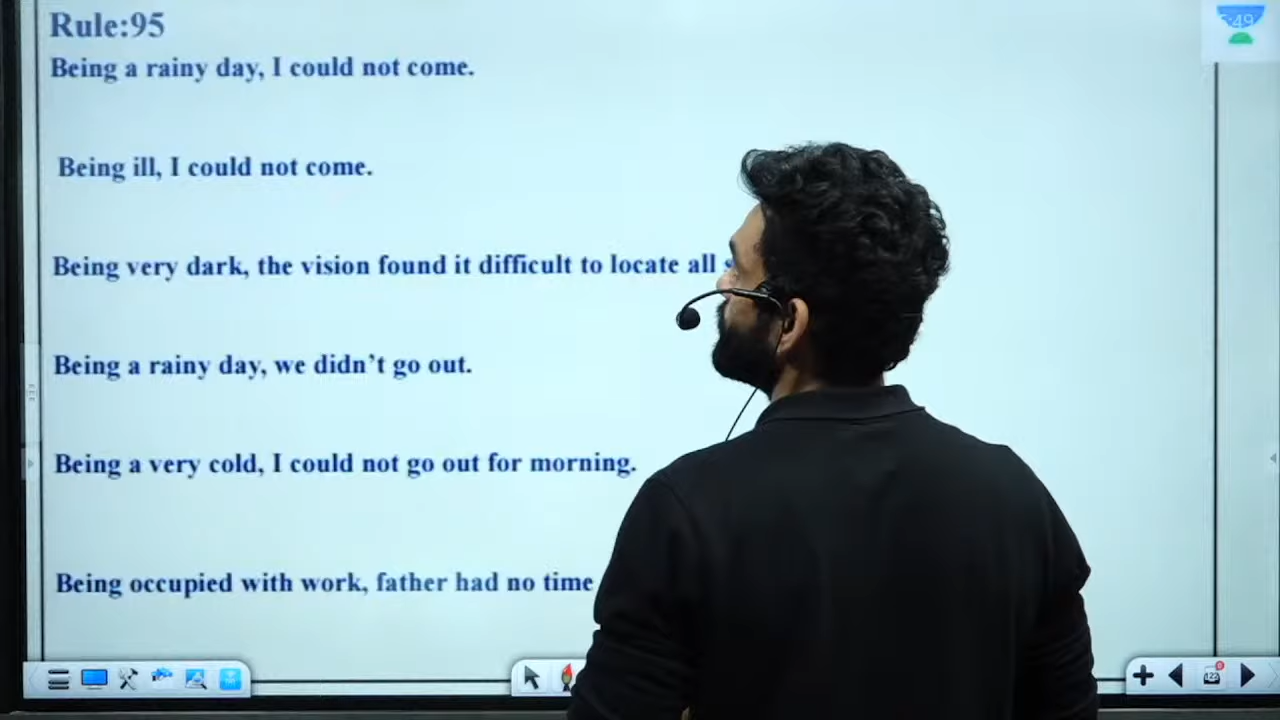 Rule:95
:49
Being a rainy day, I could not come.
Being ill, I could not come.
Being very dark, the vision found it difficult to locate all
Being a rainy day, we didn't go out.
Being a very cold, I could not go out for morning.
Being occupied with work, father had no time